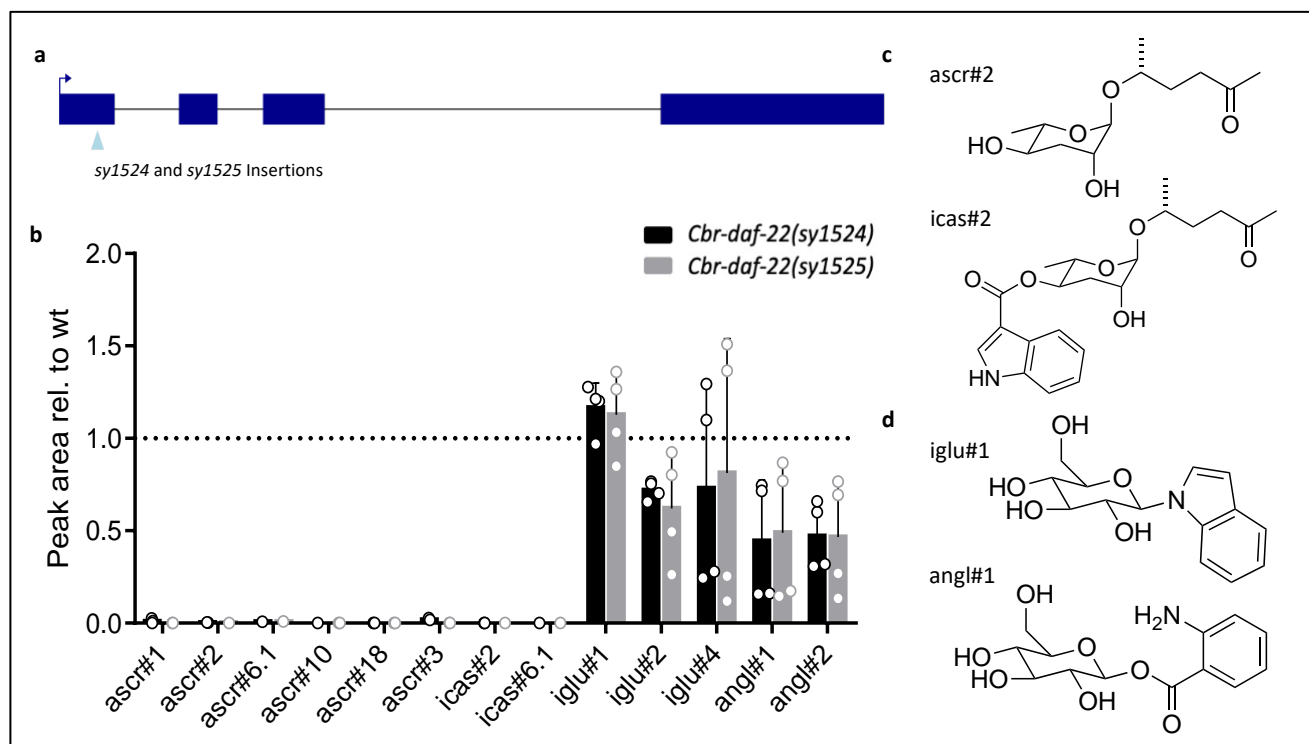 a
sy1524 and sy1525 Insertions
b
Cbr-daf-22(sy1524)
Cbr-daf-22(sy1525)
Peak area rel. to wt
2.0
1.5
1.0
0.5
0.0
ascr#1
ascr#2
ascr#6.1
ascr#10
ascr#18
ascr#3
icas#2
icas#6.1
iglu#1
iglu#2
iglu#4
angl#1
angl#2
c
ascr#2
O
O
O
HO
OH
icas#2
O
O
O
O
O
OH
HN
d
iglu#1
OH
HO
HO
O
OH
N
angl#1
OH
HO
HO
O
OH
O
O
H2N